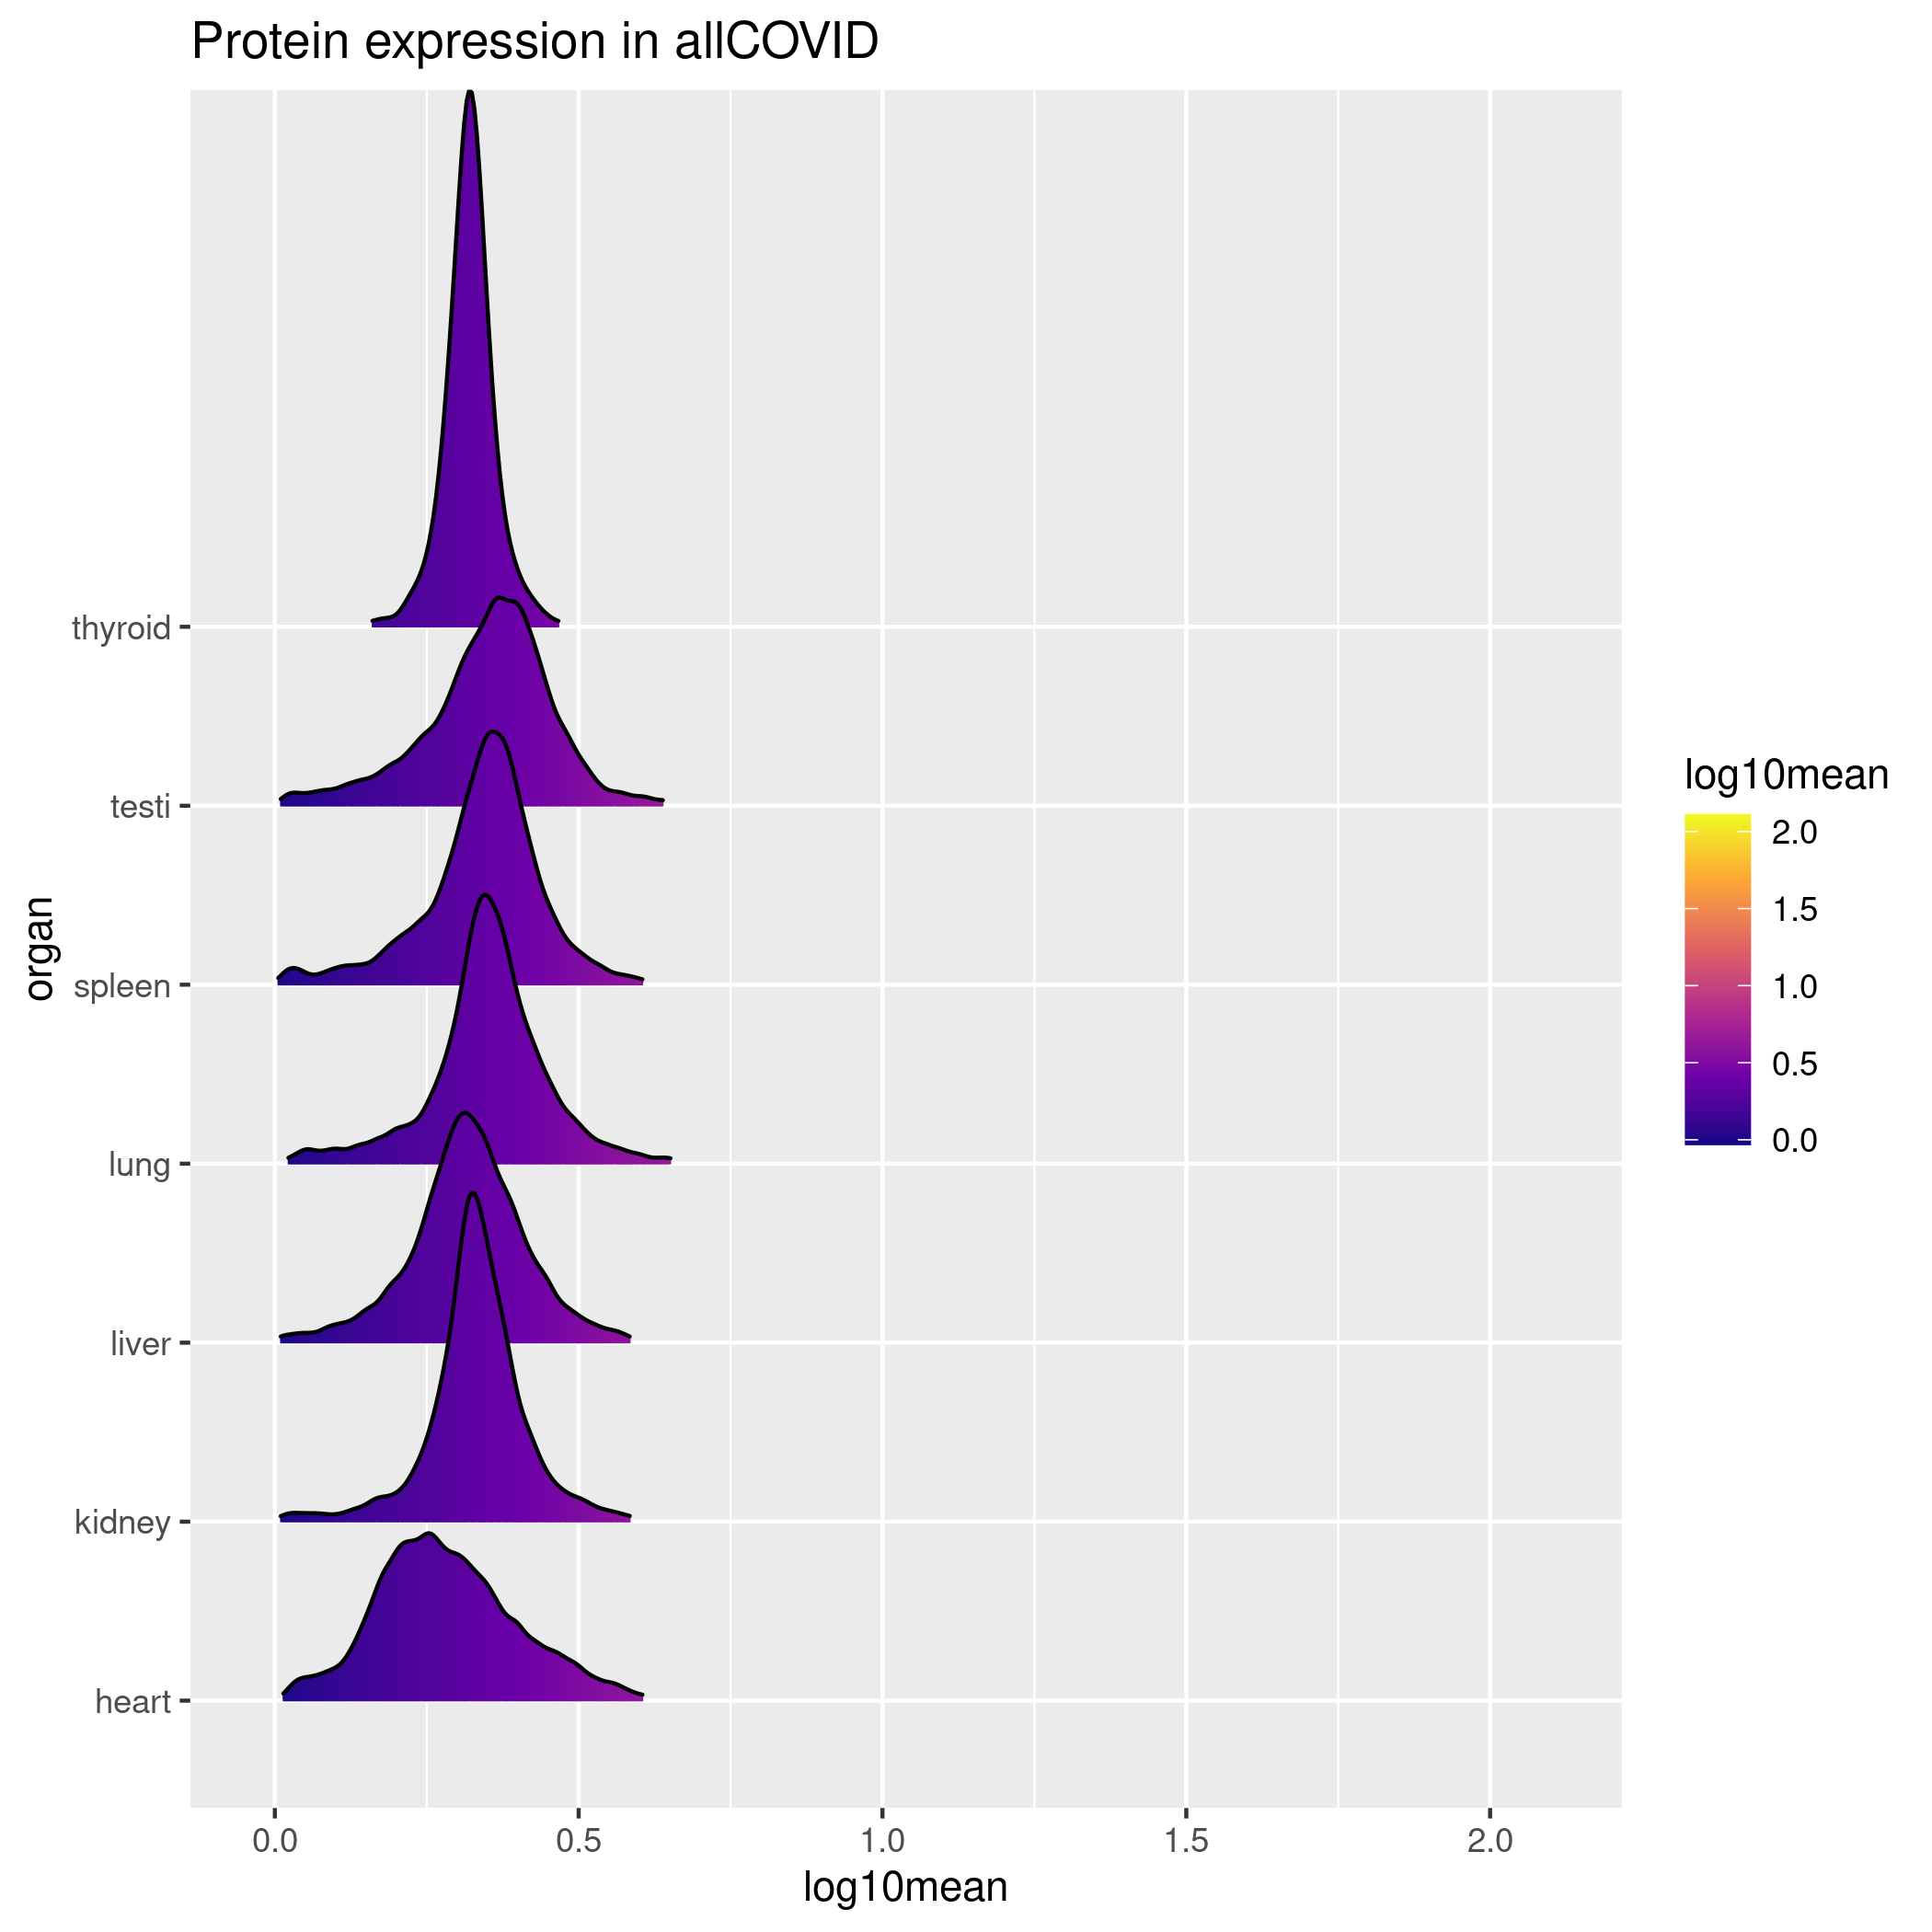 Protein expression in allCOVID
organ
thyroid
testi
spleen
lung
liver
kidney
heart
0.0 0.5 1.0 1.5 2.0
log10mean
log10mean
2.0
1.5
1.0
0.5
0.0